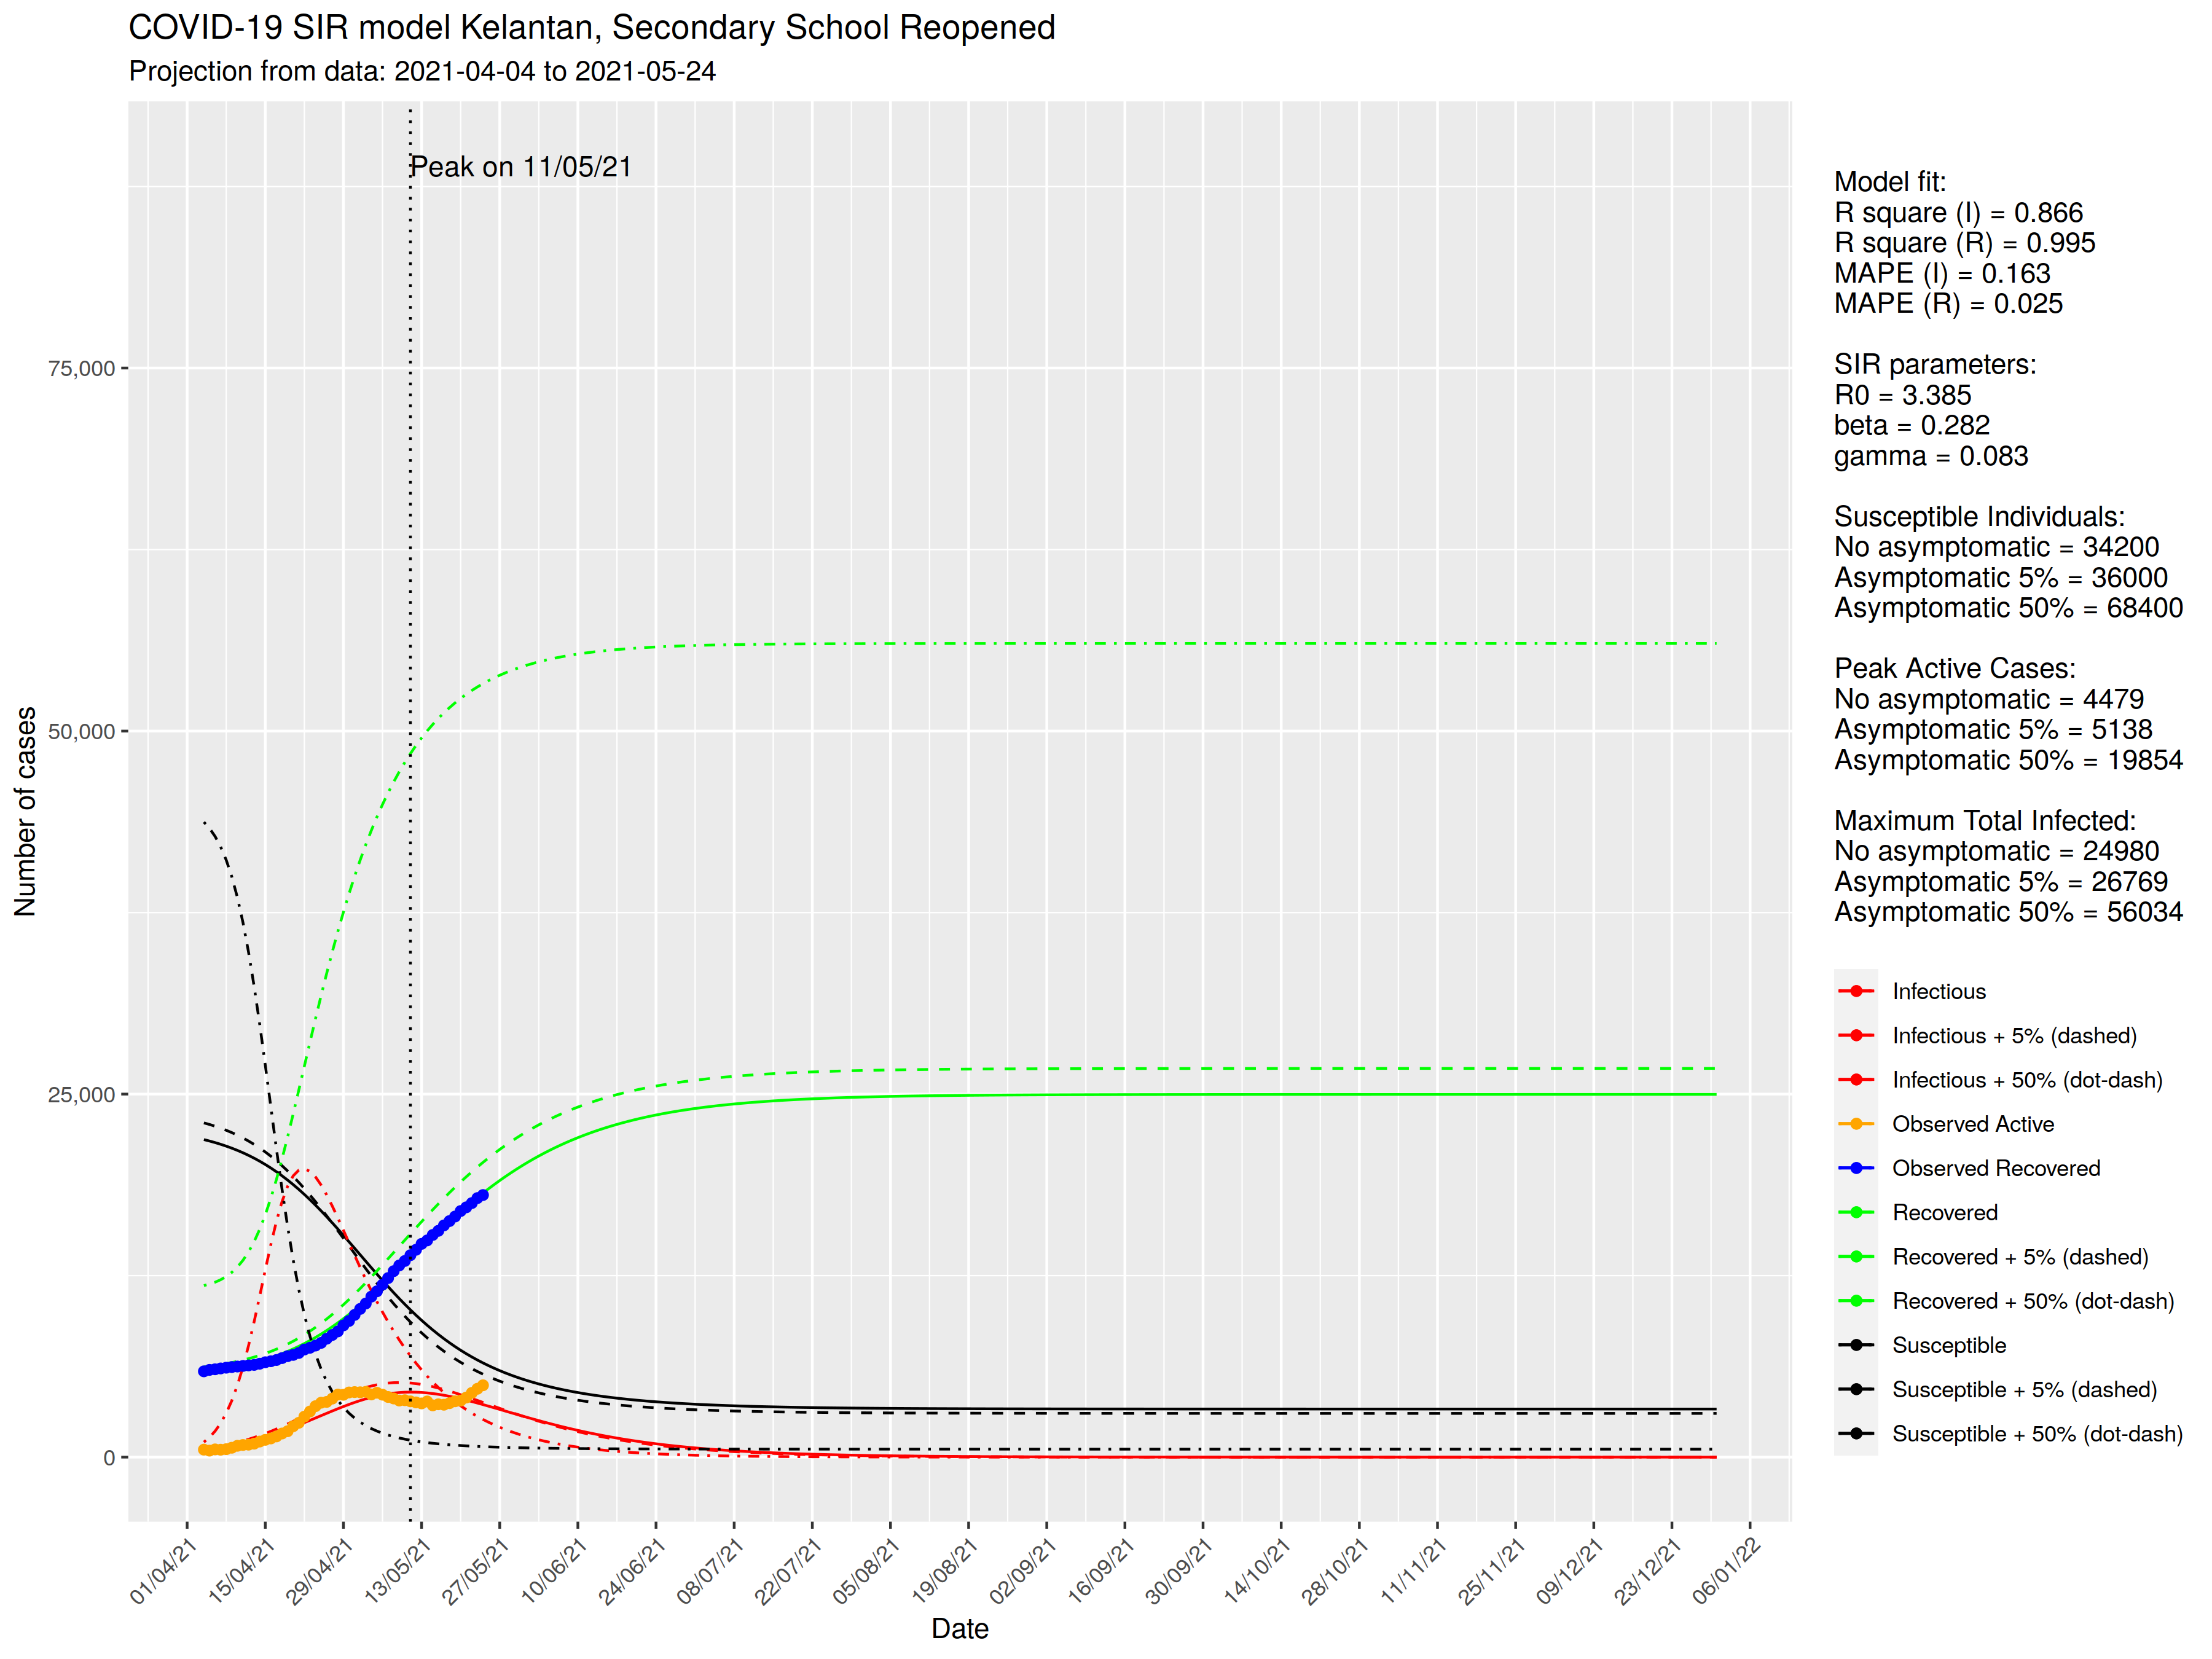 COVID-19 SIR model Kelantan, Secondary School Reopened
Projection from data: 2021-04-04 to 2021-05-24
Peak on 11/05/21
75,000
50,000
25,000
0
Number of cases
01/04/21
15/04/21
29/04/21
13/05/21
27/05/21
10/06/21
24/06/21
08/07/21
22/07/21
05/08/21
19/08/21
02/09/21
16/09/21
30/09/21
14/10/21
28/10/21
11/11/21
25/11/21
09/12/21
23/12/21
06/01/22
Date
Model fit:
R square (I) = 0.866
R square (R) = 0.995
MAPE (I) = 0.163
MAPE (R) = 0.025
SIR parameters:
R0 = 3.385
beta = 0.282
gamma = 0.083
Susceptible Individuals:
No asymptomatic = 34200
Asymptomatic 5% = 36000
Asymptomatic 50% = 68400
Peak Active Cases:
No asymptomatic = 4479
Asymptomatic 5% = 5138
Asymptomatic 50% = 19854
Maximum Total Infected:
No asymptomatic = 24980
Asymptomatic 5% = 26769
Asymptomatic 50% = 56034
Infectious
Infectious + 5% (dashed)
Infectious + 50% (dot-dash)
Observed Active
Observed Recovered
Recovered
Recovered + 5% (dashed)
Recovered + 50% (dot-dash)
Susceptible
Susceptible + 5% (dashed)
Susceptible + 50% (dot-dash)